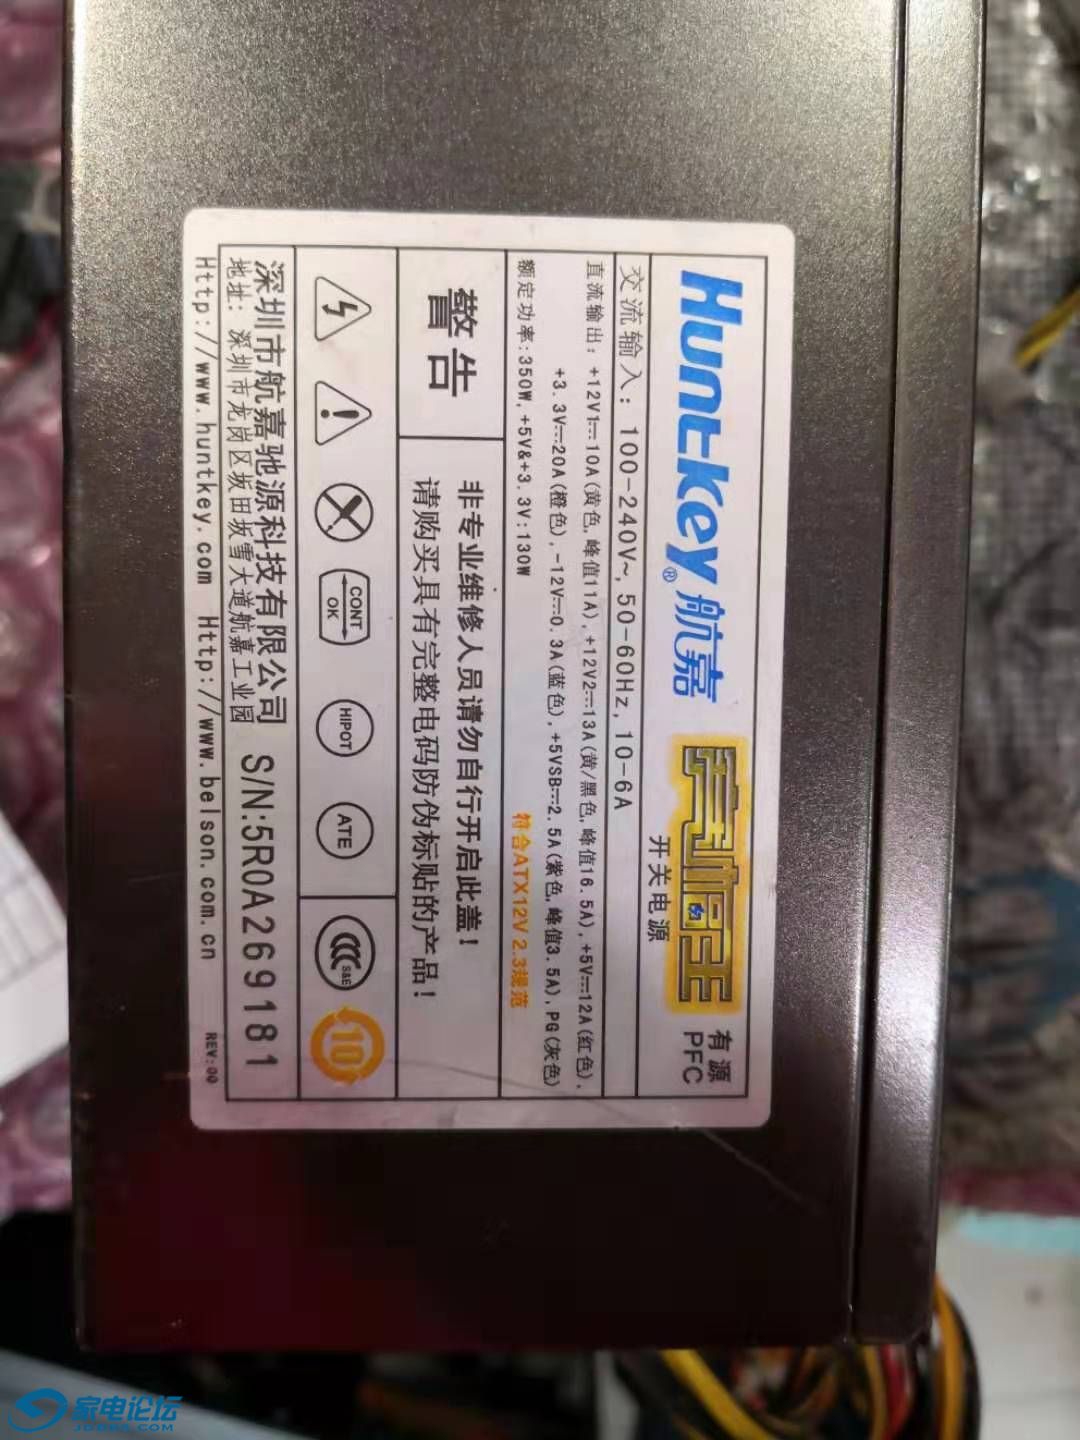 Huntkey® 航嘉
宽幅王
有源
PFC
开关电源
交流输入: 100-240V~, 50-60Hz, 10-6A
直流输出: +12V1⎓10A(黄色,峰值11A), +12V2⎓13A(黄/黑色,峰值16.5A), +5V⎓12A(红色),
+3.3V⎓20A(橙色), -12V⎓0.3A(蓝色), +5VSB⎓2.5A(紫色,峰值3.5A), PG(灰色)
额定功率:350W, +5V&+3.3V:130W
符合ATX12V 2.3规范
警告
非专业维修人员请勿自行开启此盖!
请购买具有完整电码防伪标贴的产品!
CONT
OK
HIPOT
ATE
CCC
S&E
10
深圳市航嘉驰源科技有限公司
S/N:5R0A269181
地址: 深圳市龙岗区坂田坂雪大道航嘉工业园
Http://www.huntkey.com Http://www.belson.com.cn
REV:00
家电论坛
JDBBS.COM